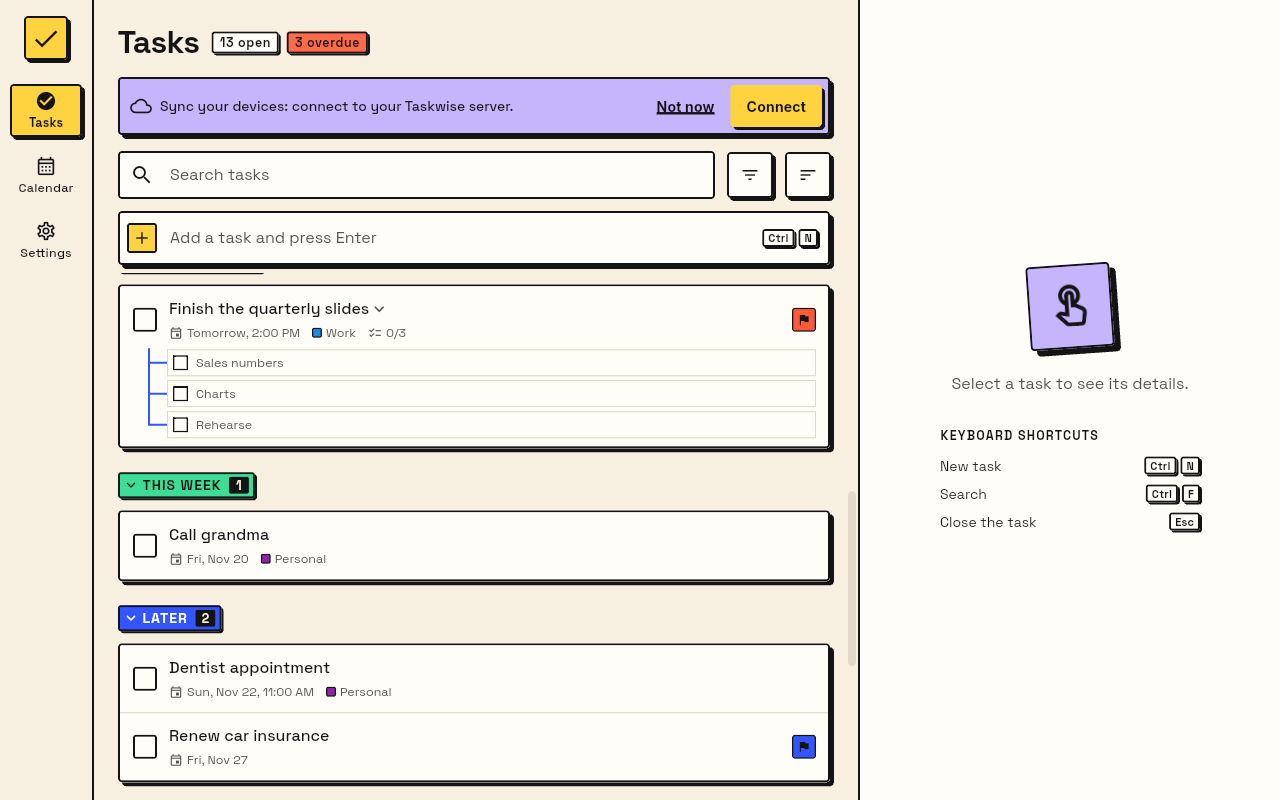 Tasks
13 open
3 overdue
Tasks
Calendar
Settings
Sync your devices: connect to your Taskwise server.
Not now
Connect
Search tasks
Add a task and press Enter
Ctrl N
Finish the quarterly slides
Tomorrow, 2:00 PM
Work
0/3
Sales numbers
Charts
Rehearse
THIS WEEK 1
Call grandma
Fri, Nov 20
Personal
LATER 2
Dentist appointment
Sun, Nov 22, 11:00 AM
Personal
Renew car insurance
Fri, Nov 27
Select a task to see its details.
KEYBOARD SHORTCUTS
New task Ctrl N
Search Ctrl F
Close the task Esc